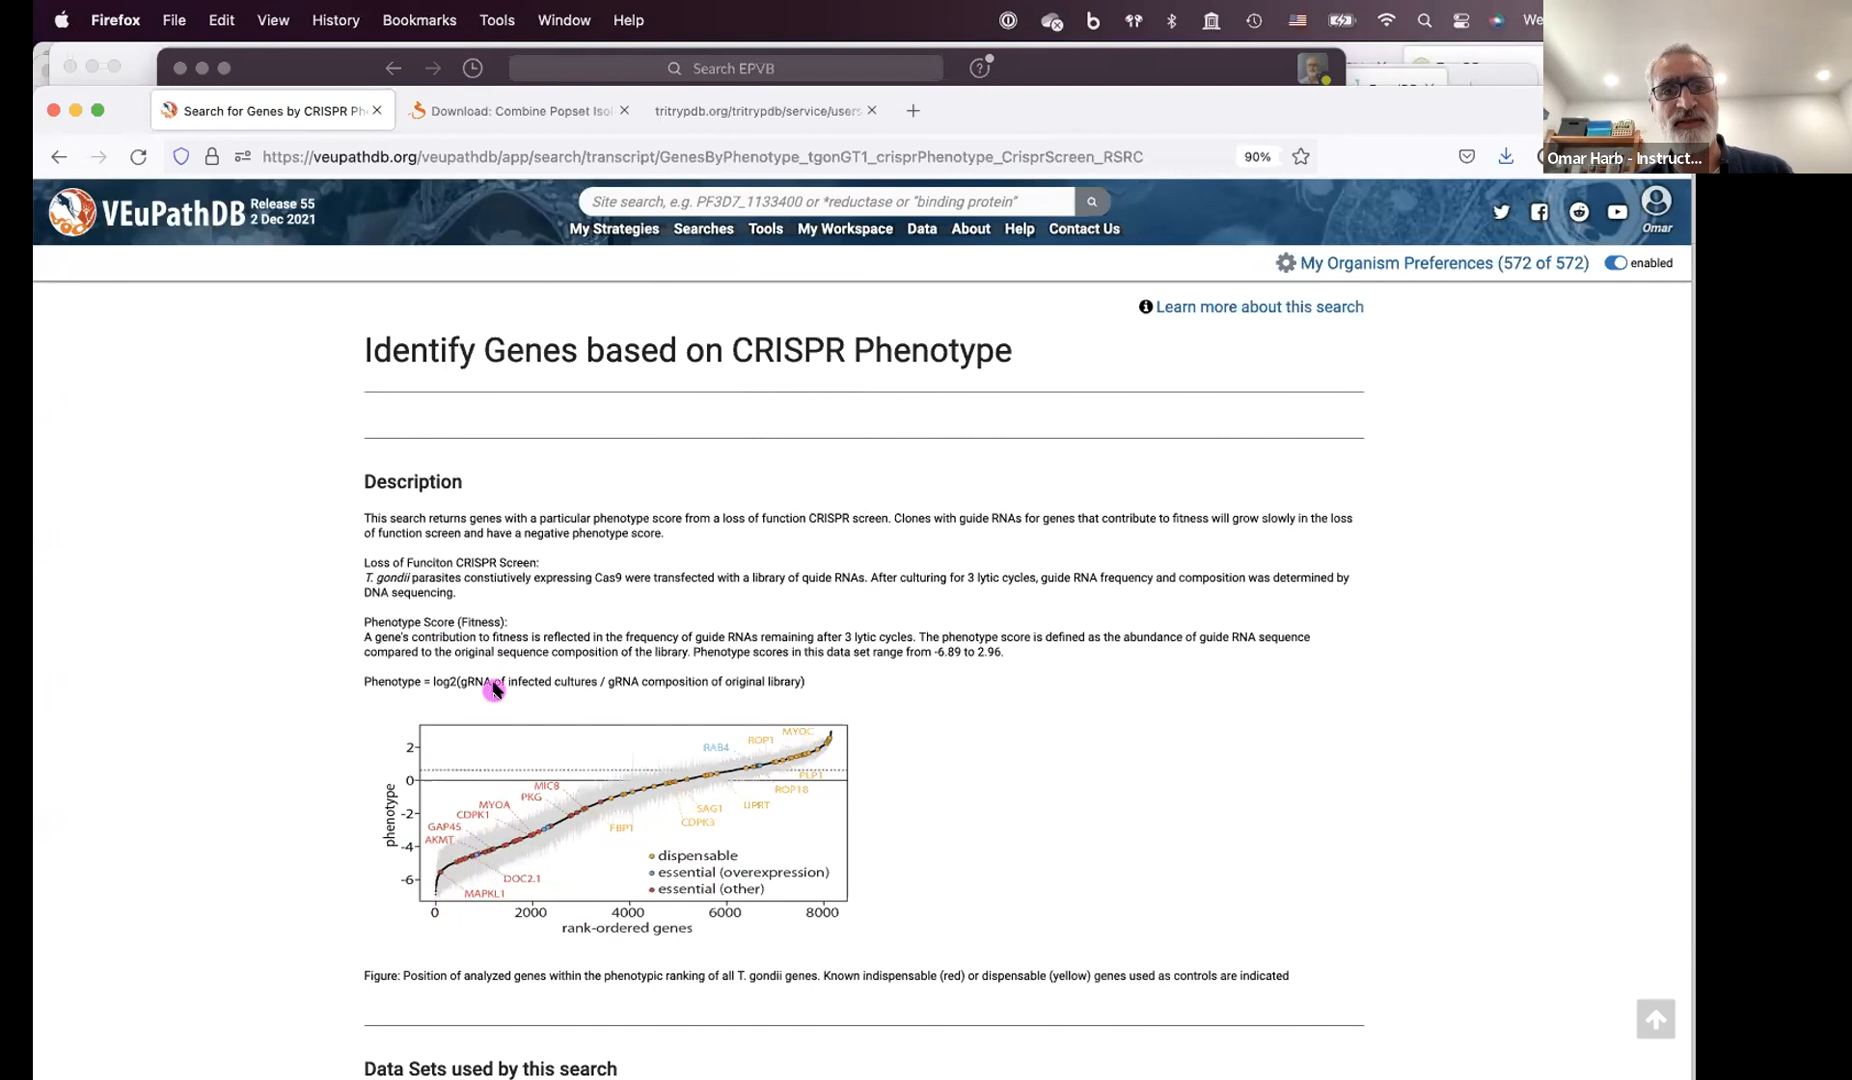 Firefox File Edit View History Bookmarks Tools Window Help We
Search EPVB
Search for Genes by CRISPR Ph
Download: Combine Popset Isol
tritrypdb.org/tritrypdb/service/users
https://veupathdb.org/veupathdb/app/search/transcript/GenesByPhenotype_tgonGT1_crisprPhenotype_CrisprScreen_RSRC
90%
Omar Harb - Instruct...
VEuPathDB
Release 55
2 Dec 2021
Site search, e.g. PF3D7_1133400 or *reductase or "binding protein"
My Strategies Searches Tools My Workspace Data About Help Contact Us
Omar
My Organism Preferences (572 of 572) enabled
Learn more about this search
Identify Genes based on CRISPR Phenotype
Description
This search returns genes with a particular phenotype score from a loss of function CRISPR screen. Clones with guide RNAs for genes that contribute to fitness will grow slowly in the loss
of function screen and have a negative phenotype score.
Loss of Funciton CRISPR Screen:
T. gondii parasites constiutively expressing Cas9 were transfected with a library of quide RNAs. After culturing for 3 lytic cycles, guide RNA frequency and composition was determined by
DNA sequencing.
Phenotype Score (Fitness):
A gene's contribution to fitness is reflected in the frequency of guide RNAs remaining after 3 lytic cycles. The phenotype score is defined as the abundance of guide RNA sequence
compared to the original sequence composition of the library. Phenotype scores in this data set range from -6.89 to 2.96.
Phenotype = log2(gRNA of infected cultures / gRNA composition of original library)
phenotype
2
0
-2
-4
-6
MYOC
ROP1
RAB4
PLP1
MIC8
ROP18
PKG
MYOA
UPRT
SAG1
CDPK1
CDPK3
GAP45
FBP1
AKMT
DOC2.1
MAPKL1
dispensable
essential (overexpression)
essential (other)
0 2000 4000 6000 8000
rank-ordered genes
Figure: Position of analyzed genes within the phenotypic ranking of all T. gondii genes. Known indispensable (red) or dispensable (yellow) genes used as controls are indicated
Data Sets used by this search